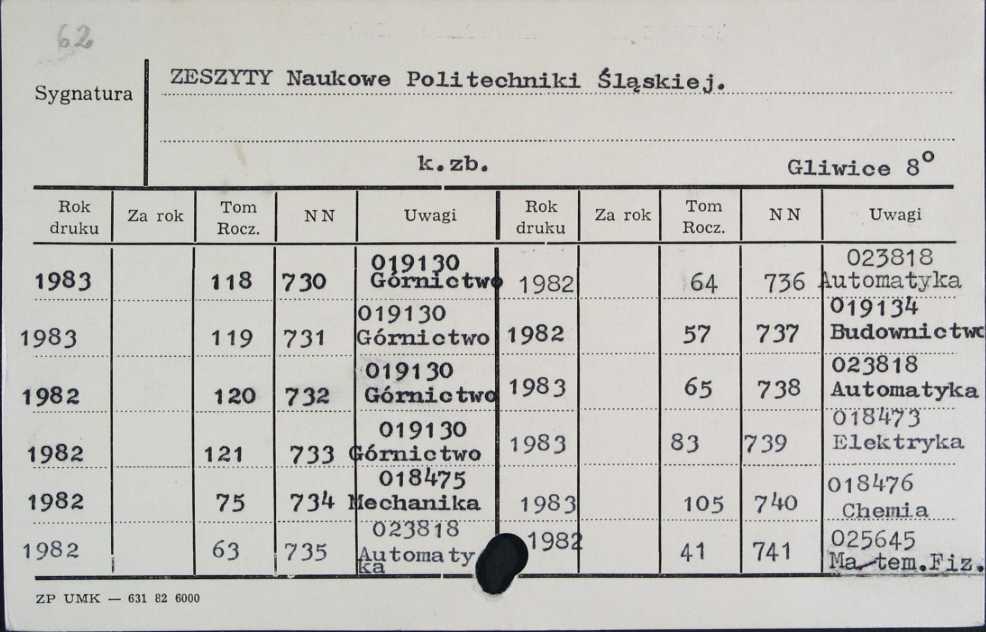 62
Sygnatura
ZESZYTY Naukowe Politechniki Śląskiej.
k.zb.
Gliwice 8°
Rok druku Za rok Tom Rocz. NN Uwagi Rok druku Za rok Tom Rocz. NN Uwagi
1983 118 730 019130 Górnictwo 1982 64 736 023818 Automatyka
1983 119 731 019130 Górnictwo 1982 57 737 019134 Budownictwo
1982 120 732 019130 Górnictwo 1983 65 738 023818 Automatyka
1982 121 733 019130 Górnictwo 1983 83 739 018473 Elektryka
1982 75 734 018475 Mechanika 1983 105 740 018476 Chemia
1982 63 735 023818 Automatyka 1982 41 741 025645 Ma tem.Fiz.
ZP UMK — 631 82 6000